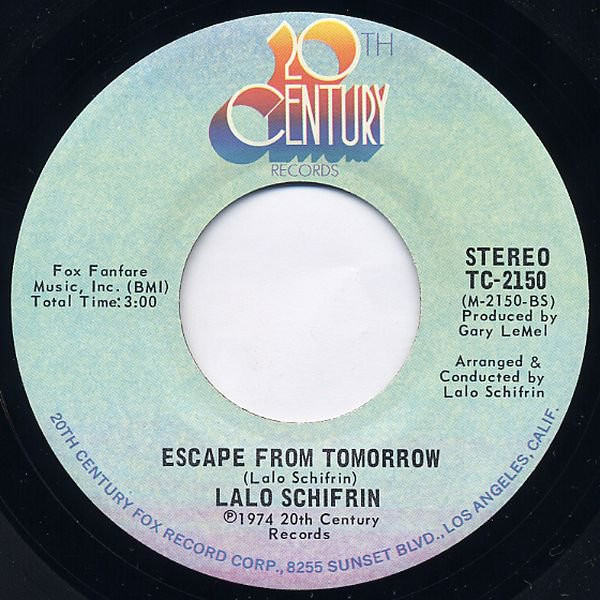 20TH
CENTURY
RECORDS
Fox Fanfare
Music, Inc. (BMI)
Total Time: 3:00
STEREO
TC-2150
(M-2150-BS)
Produced by
Gary LeMel
Arranged &
Conducted by
Lalo Schifrin
ESCAPE FROM TOMORROW
(Lalo Schifrin)
LALO SCHIFRIN
℗1974 20th Century
Records
20TH CENTURY FOX RECORD CORP., 8255 SUNSET BLVD., LOS ANGELES, CALIF.